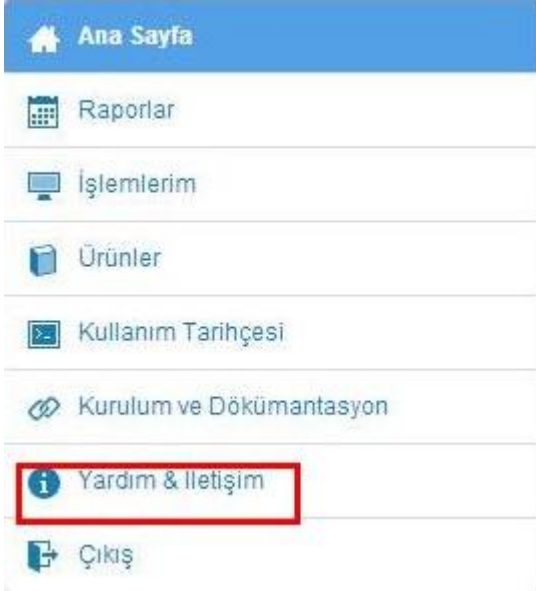 Ana Sayfa
Raporlar
İşlemlerim
Ürünler
Kullanım Tarihçesi
Kurulum ve Dökümantasyon
Yardım & İletişim
Çıkış